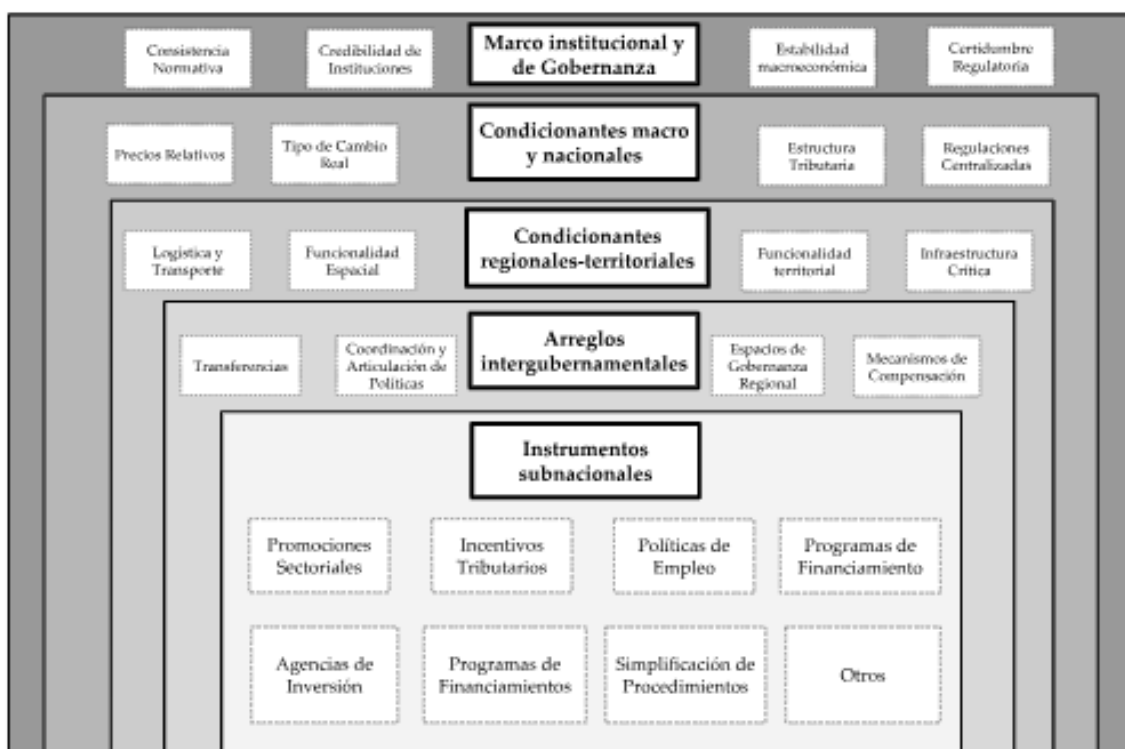 Consistencia
Normativa
Credibilidad de
Instituciones
Marco institucional y
de Gobernanza
Estabilidad
macroeconómica
Certidumbre
Regulatoria
Precios Relativos
Tipo de Cambio
Real
Condicionantes macro
y nacionales
Estructura
Tributaria
Regulaciones
Centralizadas
Logística y
Transporte
Funcionalidad
Espacial
Condicionantes
regionales-territoriales
Funcionalidad
territorial
Infraestructura
Crítica
Transferencias
Coordinación y
Articulación de
Políticas
Arreglos
intergubernamentales
Espacios de
Gobernanza
Regional
Mecanismos de
Compensación
Instrumentos
subnacionales
Promociones
Sectoriales
Incentivos
Tributarios
Políticas de
Empleo
Programas de
Financiamiento
Agencias de
Inversión
Programas de
Financiamientos
Simplificación de
Procedimientos
Otros